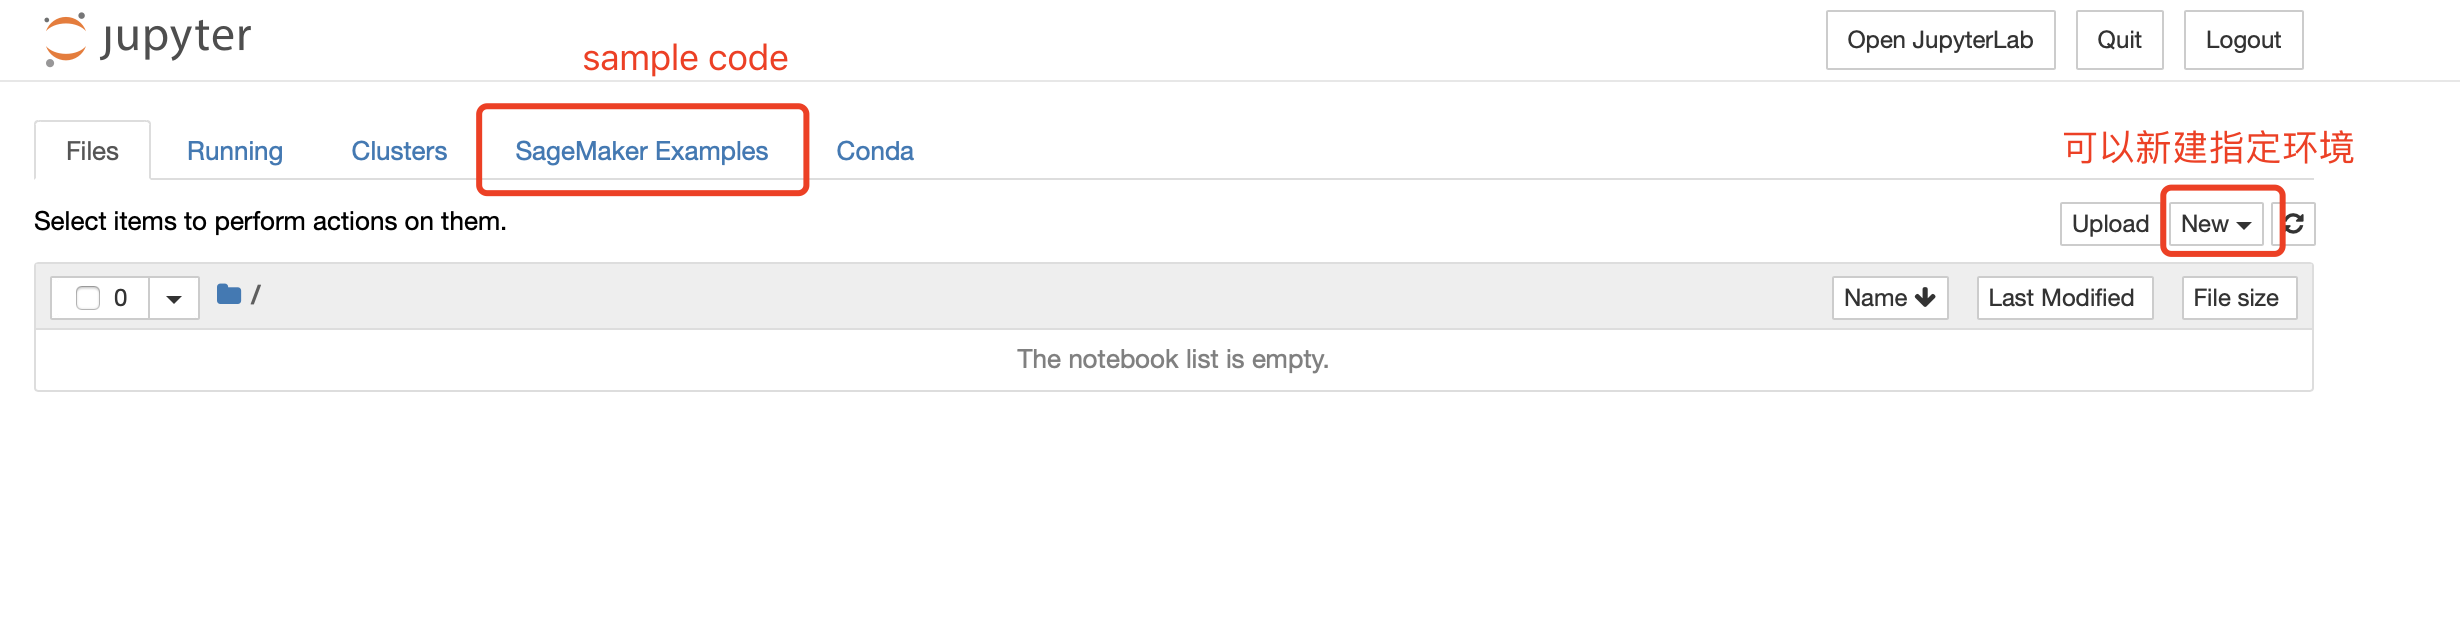 jupyter
sample code
Open JupyterLab
Quit
Logout
Files
Running
Clusters
SageMaker Examples
Conda
可以新建指定环境
Select items to perform actions on them.
Upload
New
0
/
Name
Last Modified
File size
The notebook list is empty.